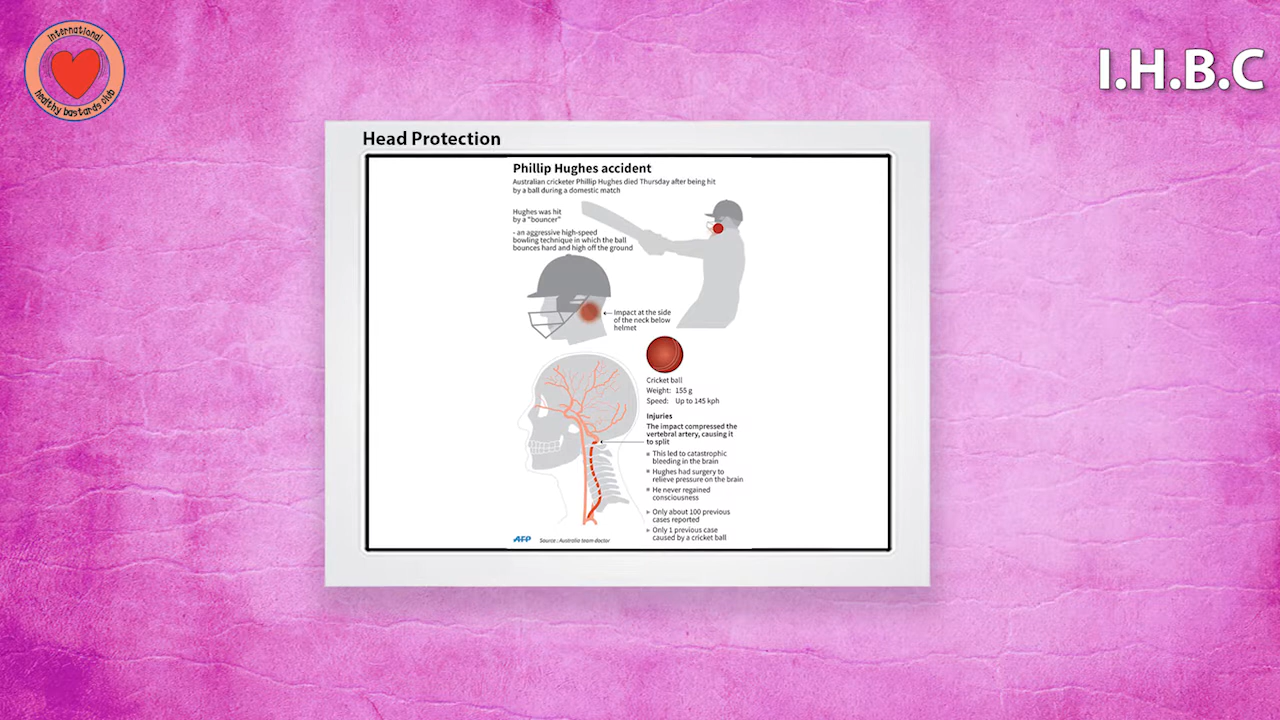 international
healthy bastards club
I.H.B.C
Head Protection
Phillip Hughes accident
Australian cricketer Phillip Hughes died Thursday after being hit
by a ball during a domestic match
Hughes was hit
by a "bouncer"
- an aggressive high-speed
bowling technique in which the ball
bounces hard and high off the ground
Impact at the side
of the neck below
helmet
Cricket ball
Weight: 155 g
Speed: Up to 145 kph
Injuries
The impact compressed the
vertebral artery, causing it
to split
This led to catastrophic
bleeding in the brain
Hughes had surgery to
relieve pressure on the brain
He never regained
consciousness
Only about 100 previous
cases reported
Only 1 previous case
caused by a cricket ball
AFP
Source : Australia team doctor